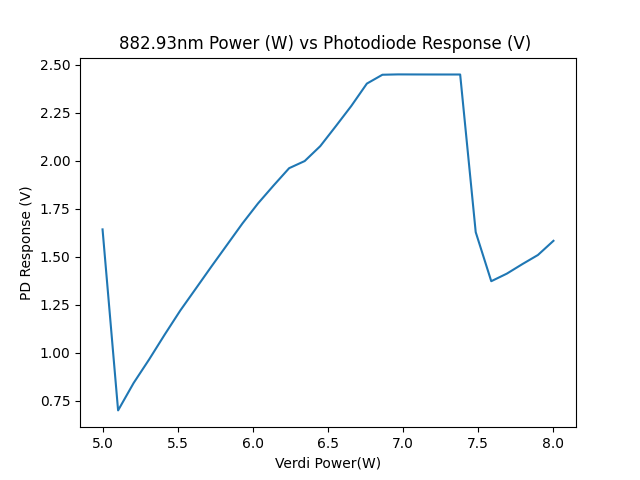 882.93nm Power (W) vs Photodiode Response (V)
2.50
2.25
2.00
1.75
1.50
1.25
1.00
0.75
PD Response (V)
5.0 5.5 6.0 6.5 7.0 7.5 8.0
Verdi Power(W)